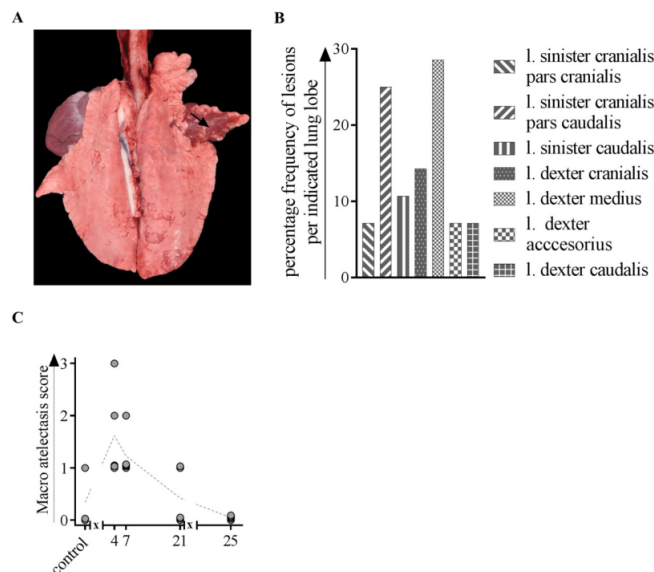 A
B
percentage frequency of lesions
per indicated lung lobe
30
20
10
0
l. sinister cranialis
pars cranialis
l. sinister cranialis
pars caudalis
l. sinister caudalis
l. dexter cranialis
l. dexter medius
l. dexter
acccesorius
l. dexter caudalis
C
Macro atelectasis score
3
2
1
0
control
x
4
7
21
x
25